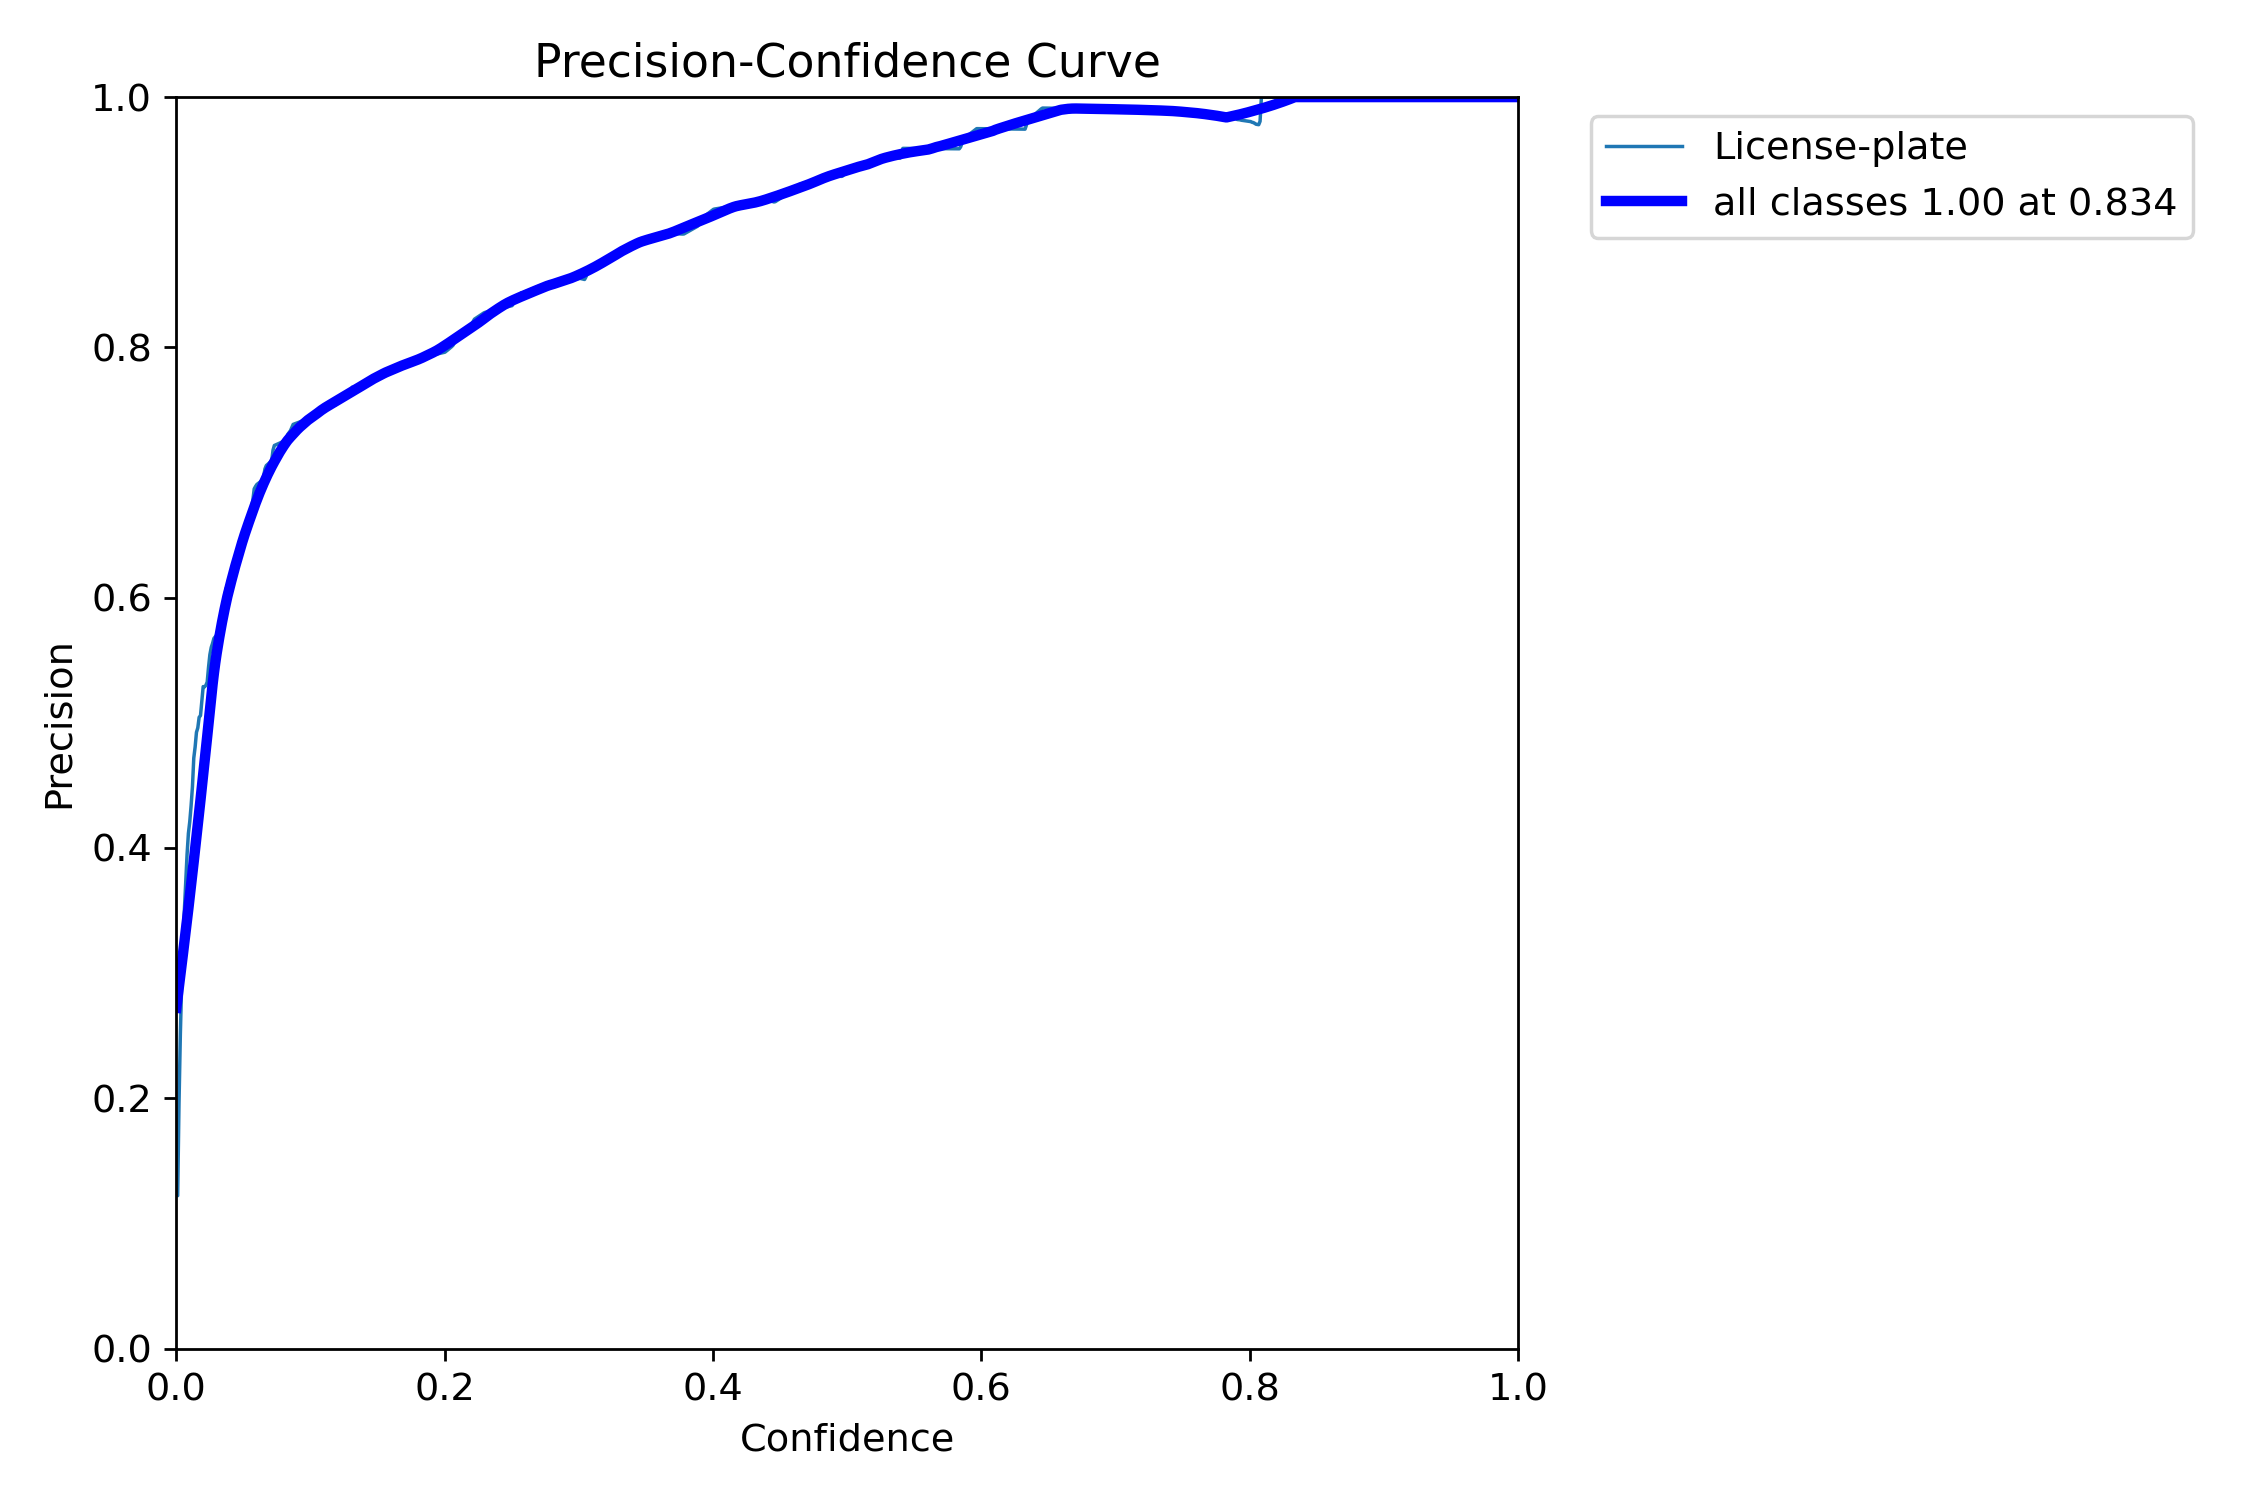 Precision-Confidence Curve
1.0
0.8
0.6
0.4
0.2
0.0
Precision
0.0 0.2 0.4 0.6 0.8 1.0
Confidence
License-plate
all classes 1.00 at 0.834